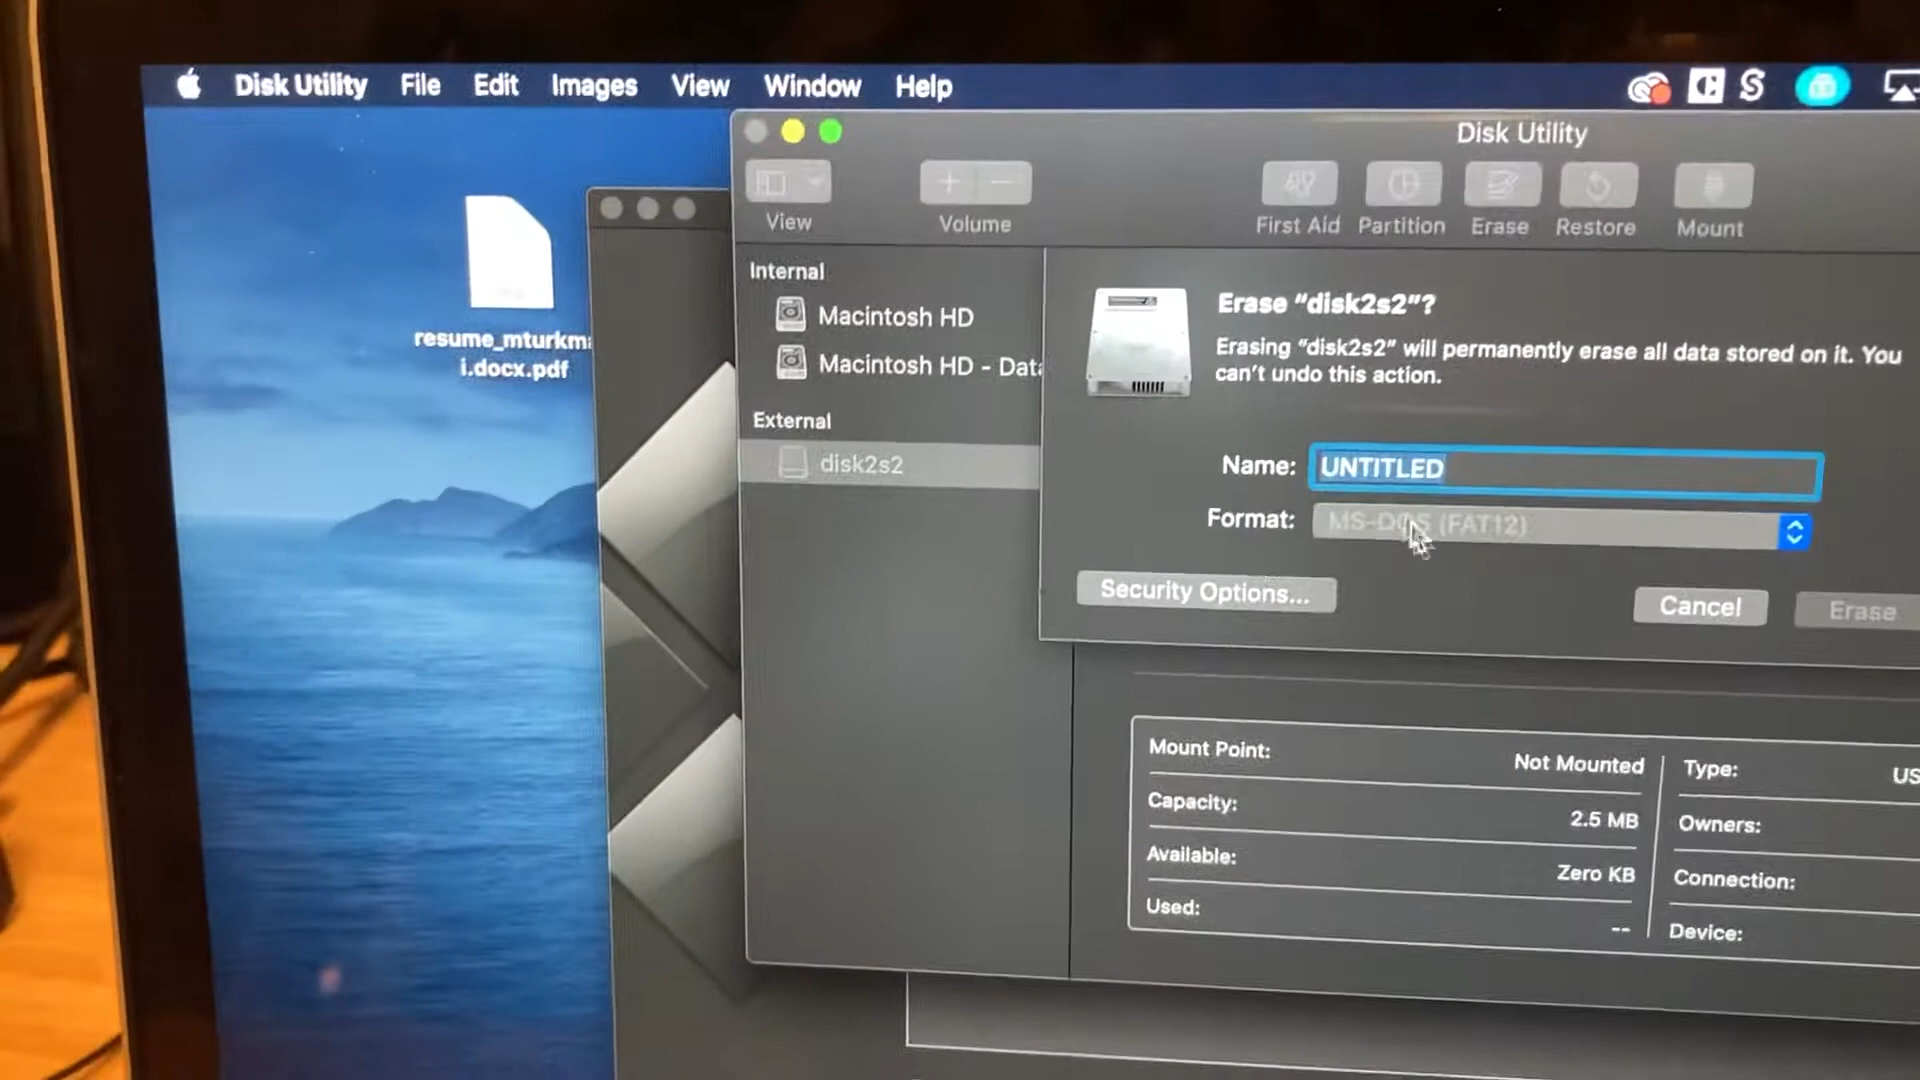 Disk Utility File Edit Images View Window Help
Disk Utility
View
Volume
First Aid
Partition
Erase
Restore
Mount
resume_mturkm
i.docx.pdf
Internal
Macintosh HD
Macintosh HD - Data
External
disk2s2
Erase “disk2s2”?
Erasing “disk2s2” will permanently erase all data stored on it. You
can’t undo this action.
Name: UNTITLED
Format: MS-DOS (FAT12)
Security Options...
Cancel
Erase
Mount Point: Not Mounted
Capacity: 2.5 MB
Available: Zero KB
Used: --
Type: US
Owners:
Connection:
Device: